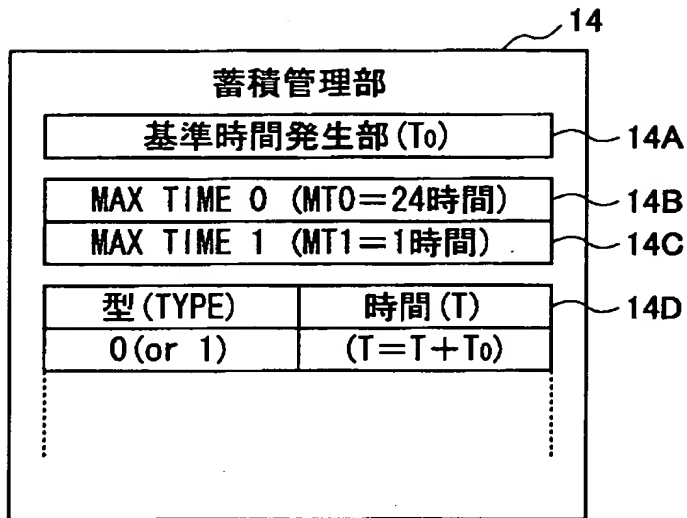 14
蓄積管理部
基準時間発生部(T₀) 14A
MAX TIME 0 (MT0=24時間) 14B
MAX TIME 1 (MT1=1時間) 14C
型(TYPE) 時間(T) 14D
0(or 1) (T=T+T₀)